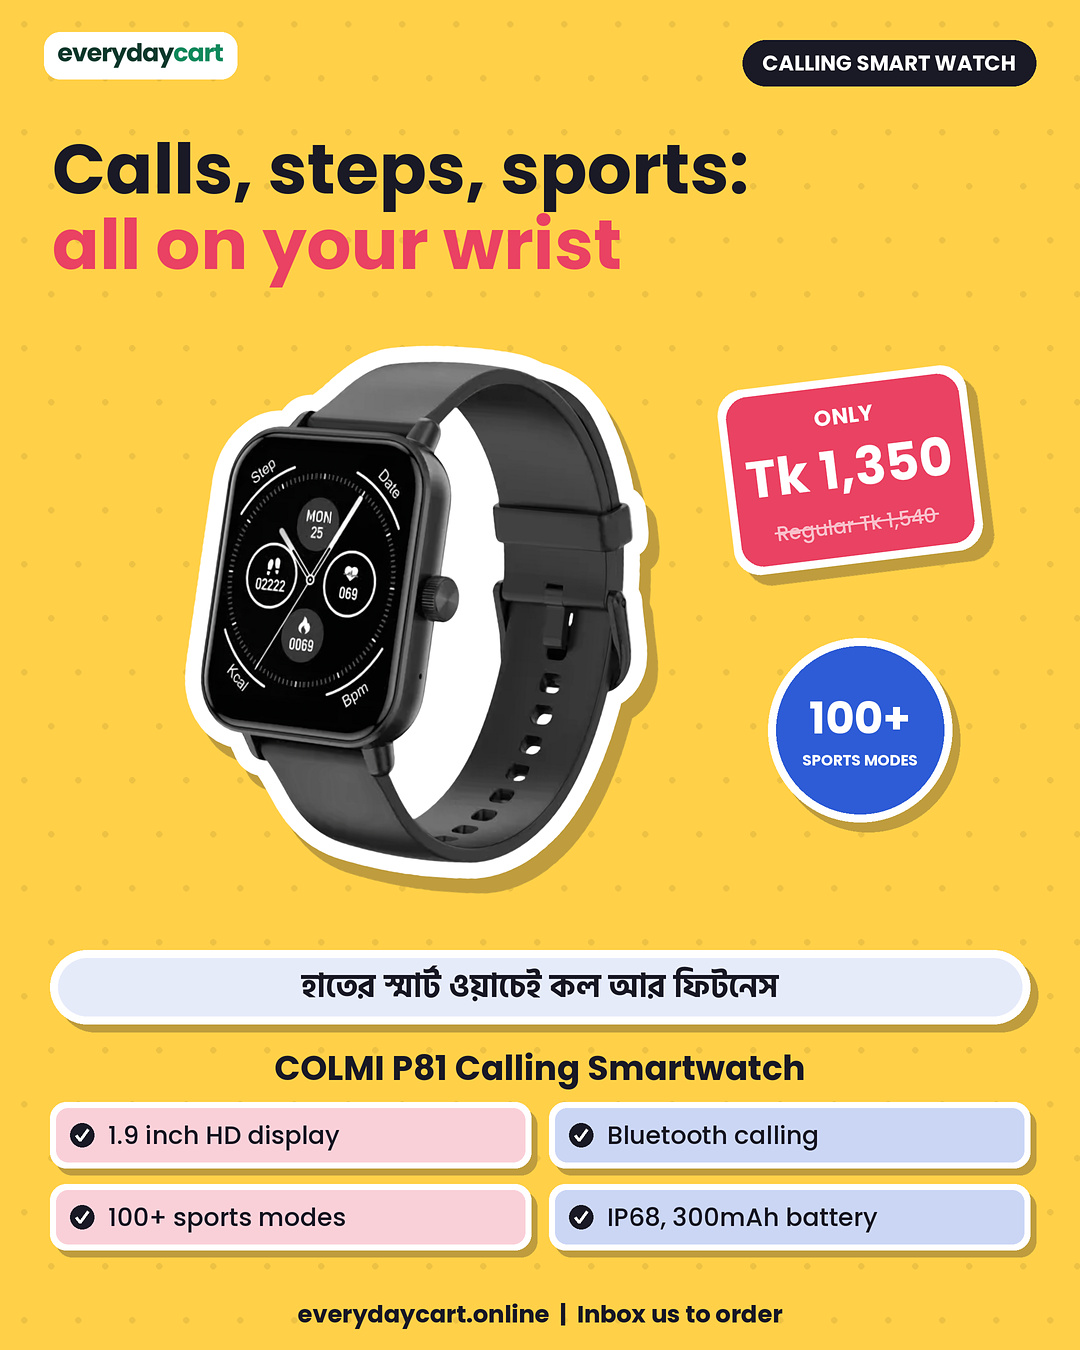 everydaycart
CALLING SMART WATCH
Calls, steps, sports:
all on your wrist
Step
Date
MON
25
02222
069
0069
Kcal
Bpm
ONLY
Tk 1,350
Regular Tk 1,540
100+
SPORTS MODES
হাতের স্মার্ট ওয়াচেই কল আর ফিটনেস
COLMI P81 Calling Smartwatch
1.9 inch HD display
Bluetooth calling
100+ sports modes
IP68, 300mAh battery
everydaycart.online | Inbox us to order